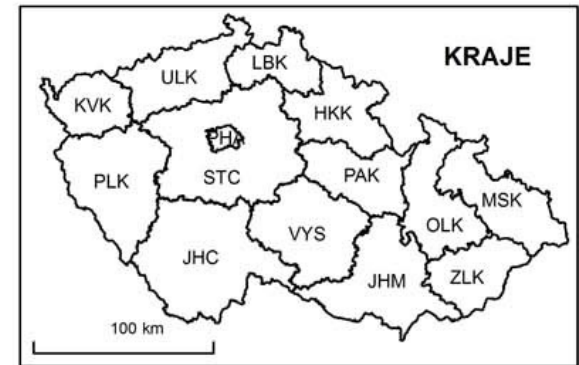 KRAJE
LBK
ULK
KVK
HKK
PHA
PLK
STC
PAK
MSK
OLK
VYS
JHC
JHM
ZLK
100 km